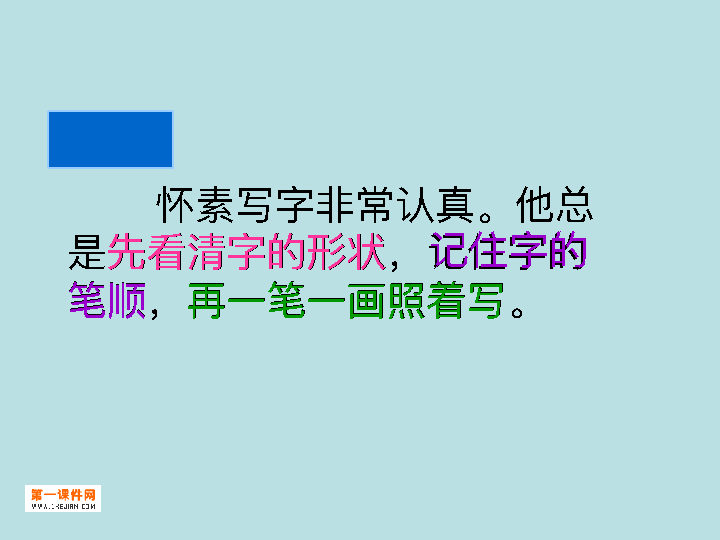 怀素写字非常认真。他总
是先看清字的形状，记住字的
笔顺，再一笔一画照着写。
第一课件网
WWW.1KEJIAN.COM